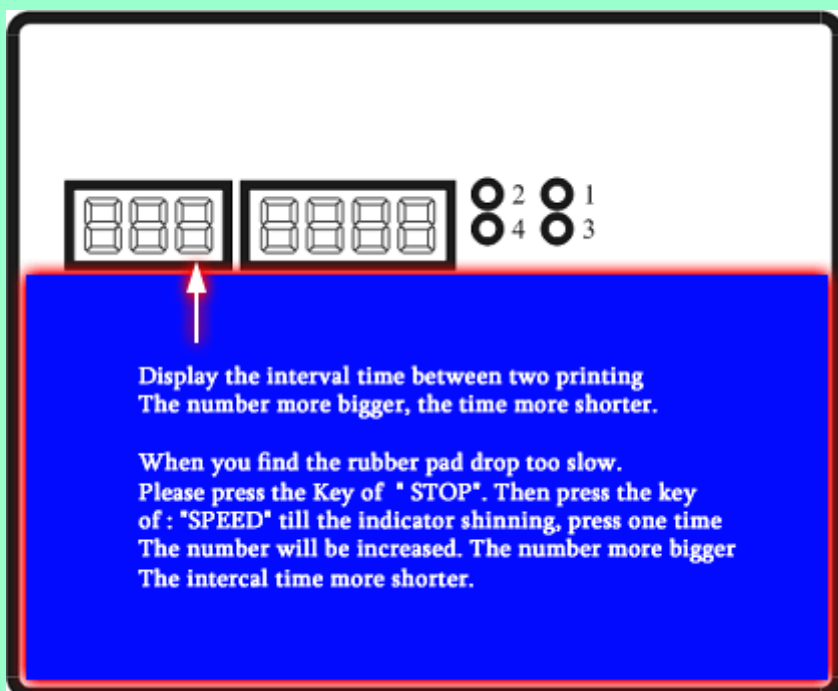 2 1
4 3
Display the interval time between two printing
The number more bigger, the time more shorter.
When you find the rubber pad drop too slow.
Please press the Key of " STOP". Then press the key
of : "SPEED" till the indicator shinning, press one time
The number will be increased. The number more bigger
The intercal time more shorter.